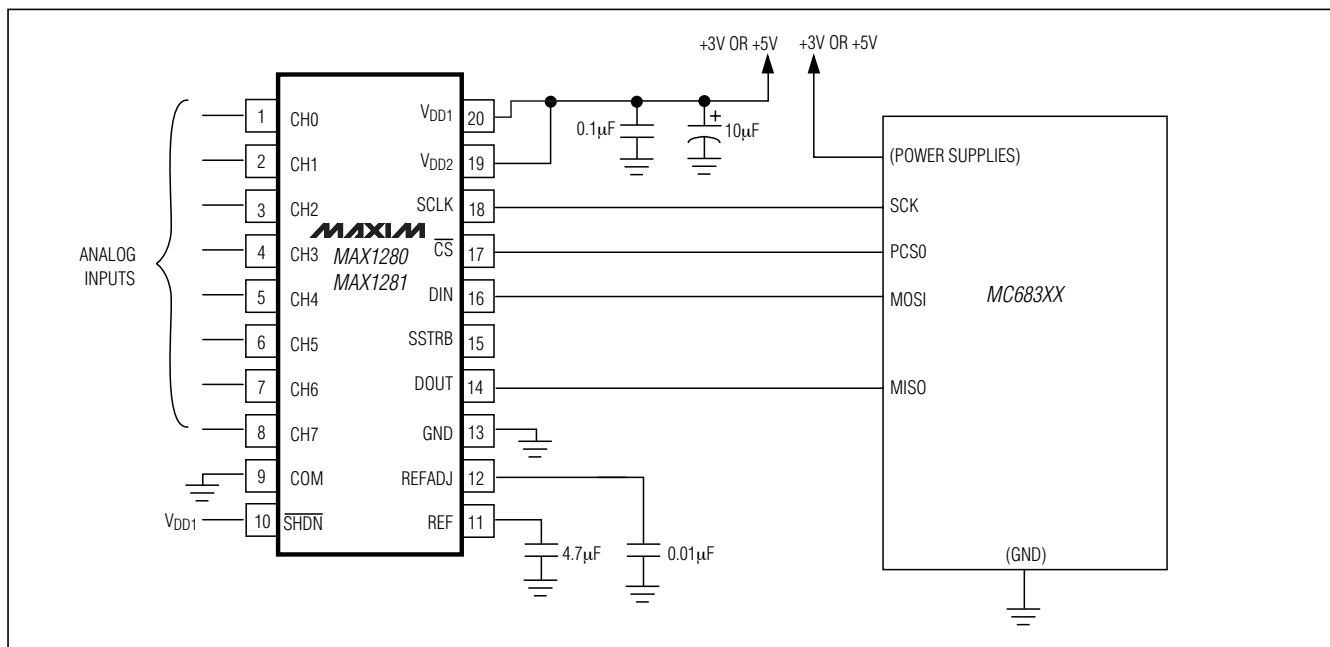 +3V OR +5V
+3V OR +5V
1 CH0
2 CH1
3 CH2
4 CH3
5 CH4
6 CH5
7 CH6
8 CH7
9 COM
VDD1 10 SHDN
ANALOG
INPUTS
MAXIM
MAX1280
MAX1281
VDD1 20
VDD2 19
SCLK 18
CS 17
DIN 16
SSTRB 15
DOUT 14
GND 13
REFADJ 12
REF 11
0.1μF
+
10μF
4.7μF
0.01μF
(POWER SUPPLIES)
SCK
PCS0
MOSI
MC683XX
MISO
(GND)